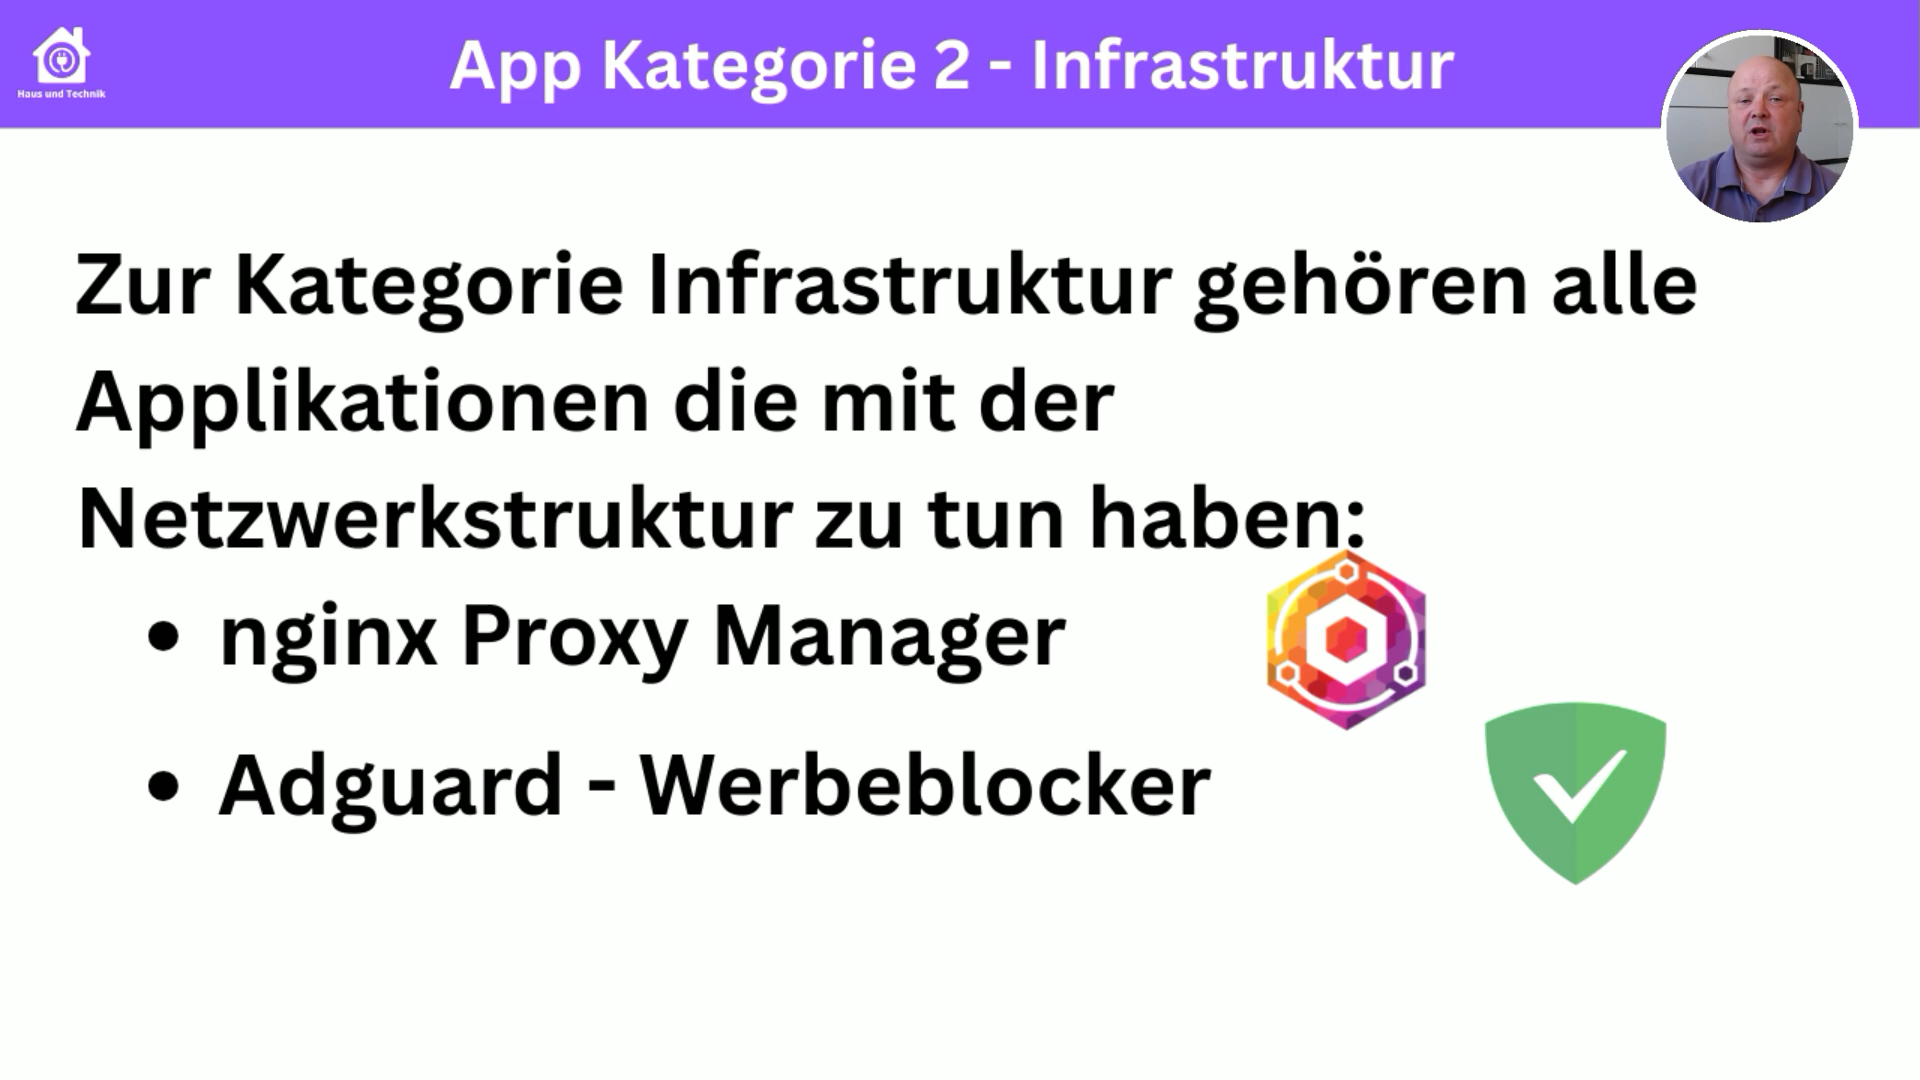 Haus und Technik
App Kategorie 2 - Infrastruktur
Zur Kategorie Infrastruktur gehören alle
Applikationen die mit der
Netzwerkstruktur zu tun haben:
• nginx Proxy Manager
• Adguard - Werbeblocker